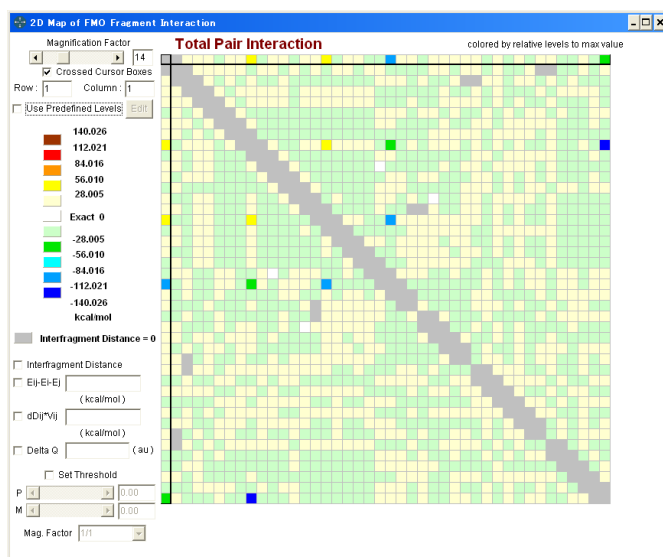 2D Map of FMO Fragment Interaction
Magnification Factor
14
Total Pair Interaction
colored by relative levels to max value
Crossed Cursor Boxes
Row : 1 Column : 1
Use Predefined Levels Edit
140.026
112.021
84.016
56.010
28.005
Exact 0
-28.005
-56.010
-84.016
-112.021
-140.026
kcal/mol
Interfragment Distance = 0
Interfragment Distance
Eij-Ei-Ej
(kcal/mol)
dDij*Vij
(kcal/mol)
Delta Q (au)
Set Threshold
P 0.00
M 0.00
Mag. Factor 1/1